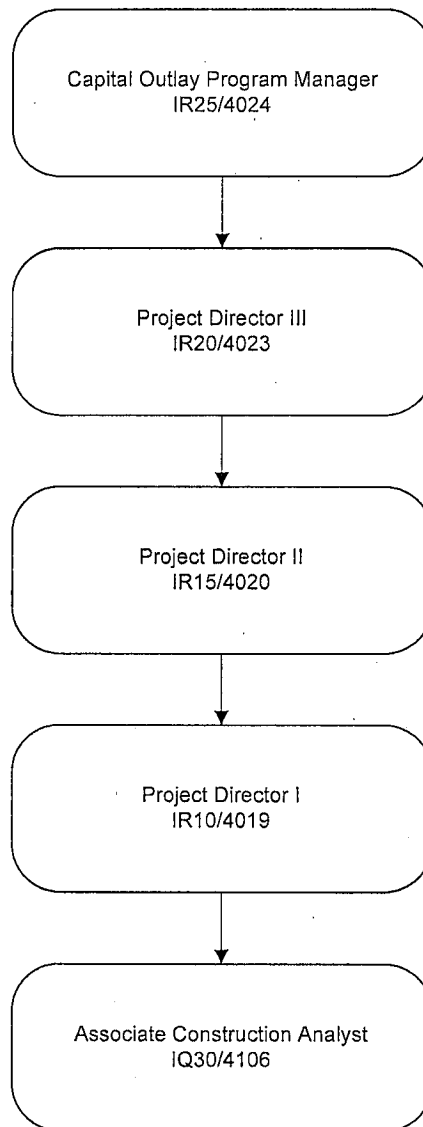 Capital Outlay Program Manager
IR25/4024
Project Director III
IR20/4023
Project Director II
IR15/4020
Project Director I
IR10/4019
Associate Construction Analyst
IQ30/4106